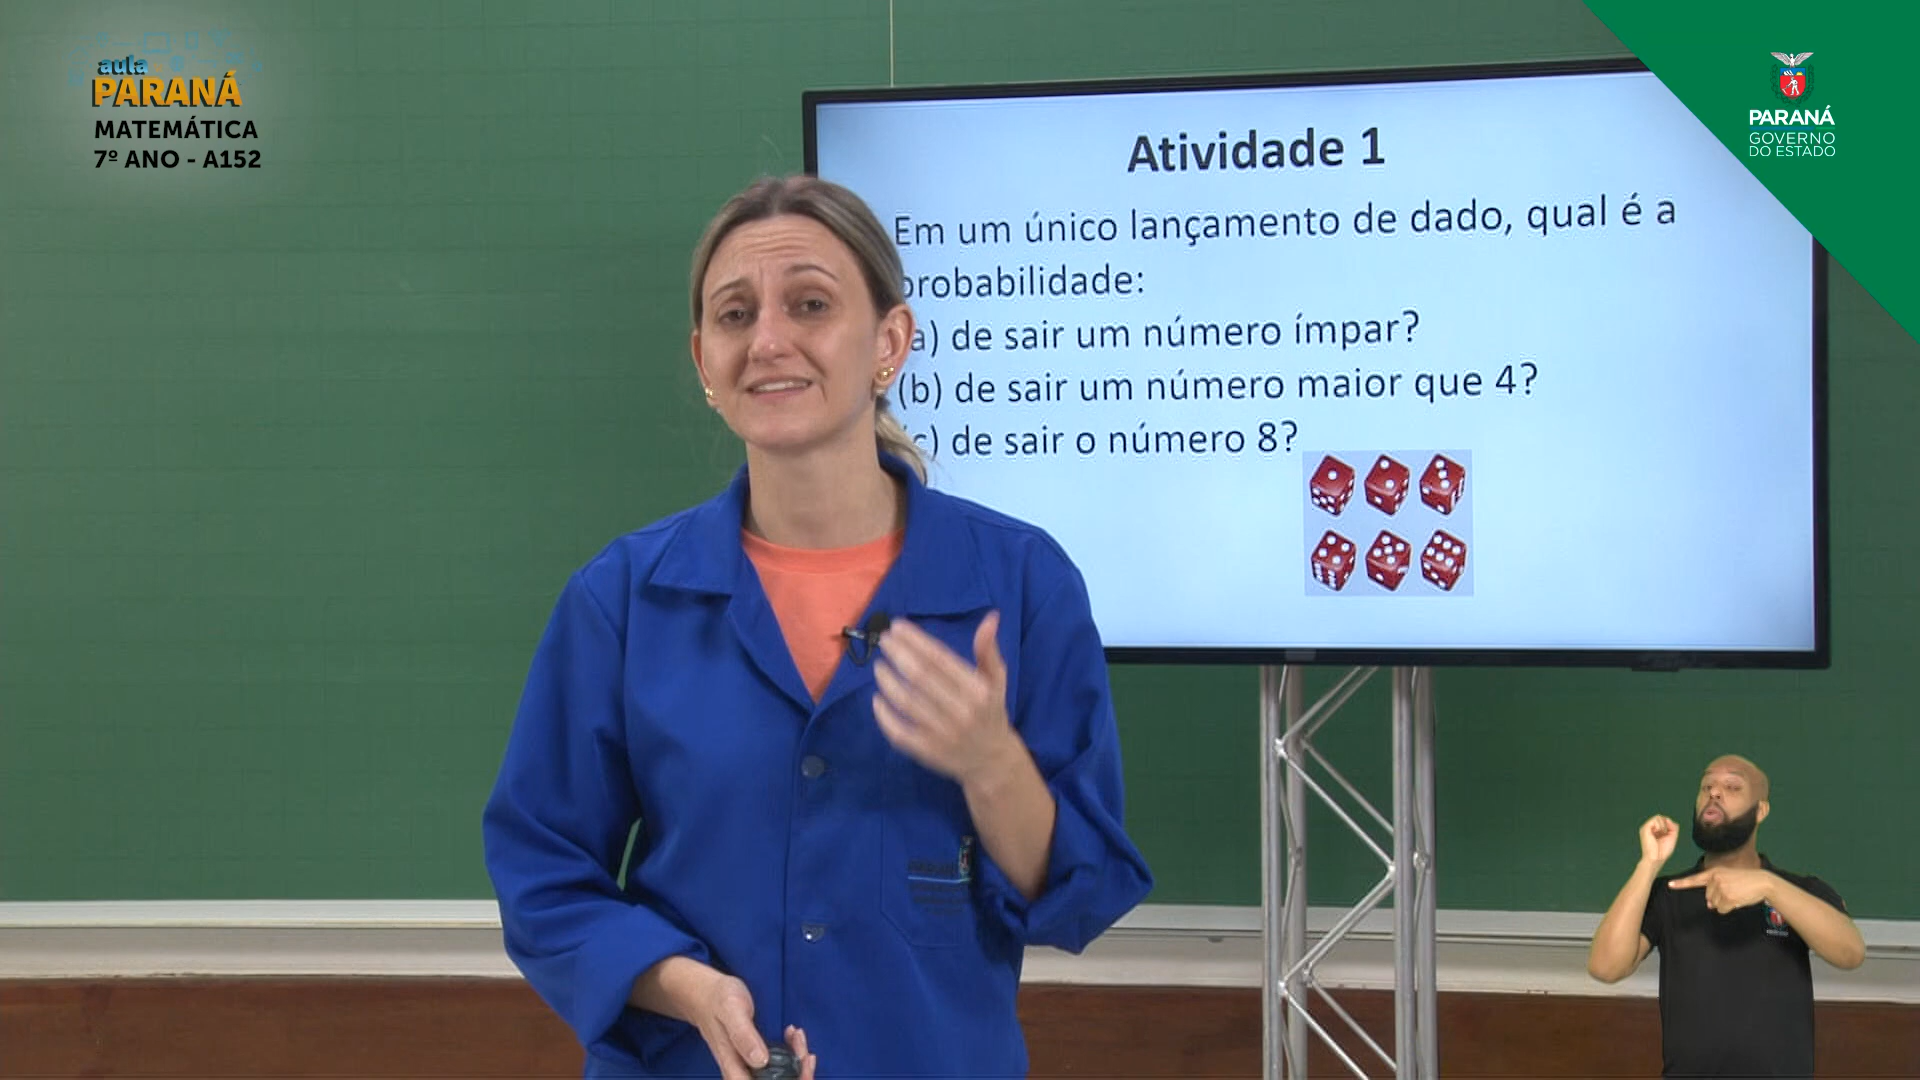 aula
PARANÁ
MATEMÁTICA
7º ANO - A152
Atividade 1
Em um único lançamento de dado, qual é a
probabilidade:
a) de sair um número ímpar?
(b) de sair um número maior que 4?
c) de sair o número 8?
PARANÁ
GOVERNO
DO ESTADO